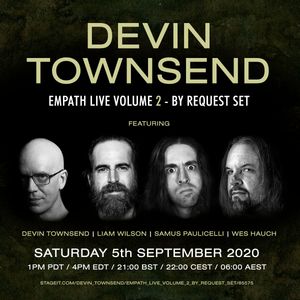 DEVIN
TOWNSEND
EMPATH LIVE VOLUME 2 - BY REQUEST SET
FEATURING
DEVIN TOWNSEND | LIAM WILSON | SAMUS PAULICELLI | WES HAUCH
SATURDAY 5th SEPTEMBER 2020
1PM PDT / 4PM EDT / 21:00 BST / 22:00 CEST / 06:00 AEST
STAGEIT.COM/DEVIN_TOWNSEND/EMPATH_LIVE_VOLUME_2_BY_REQUEST_SET/85575